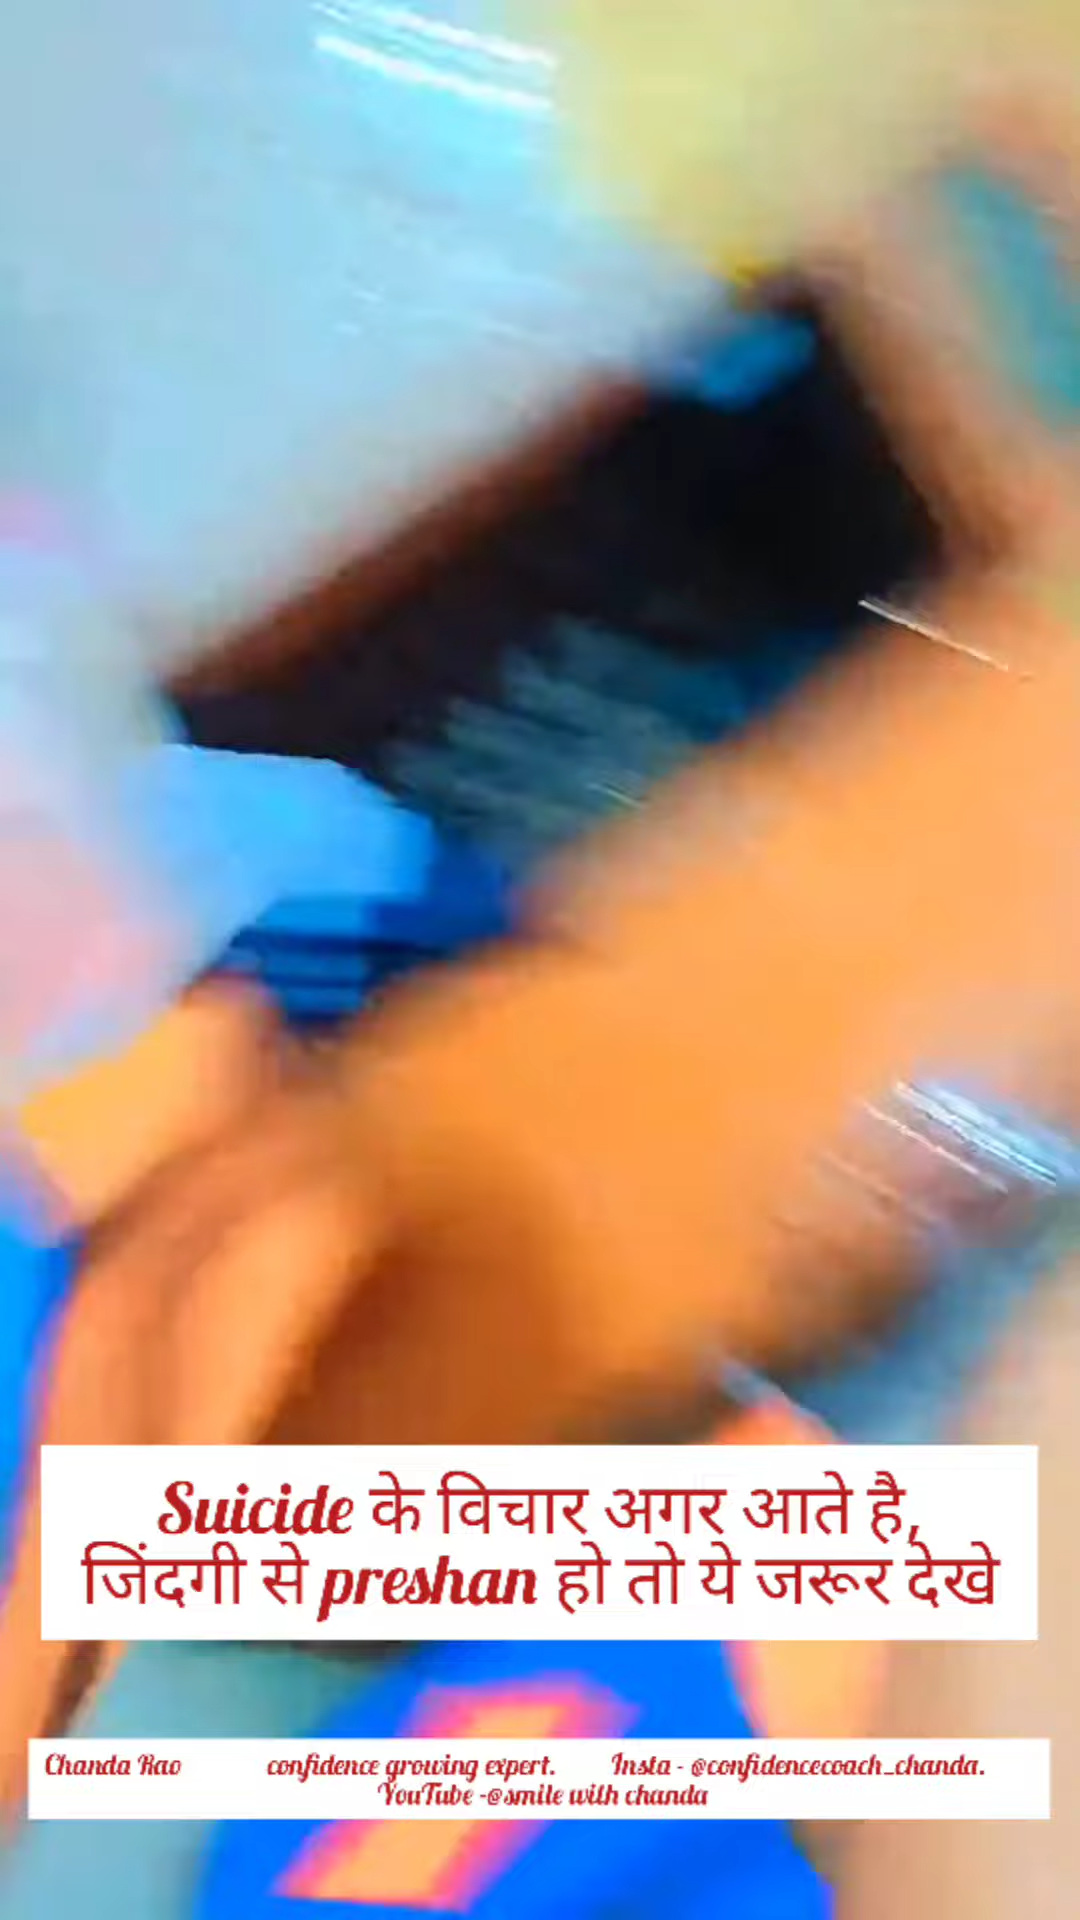 Suicide के विचार अगर आते है,
जिंदगी से preshan हो तो ये जरूर देखे
Chanda Rao confidence growing expert. Insta - @confidencecoach_chanda.
YouTube -@smile with chanda